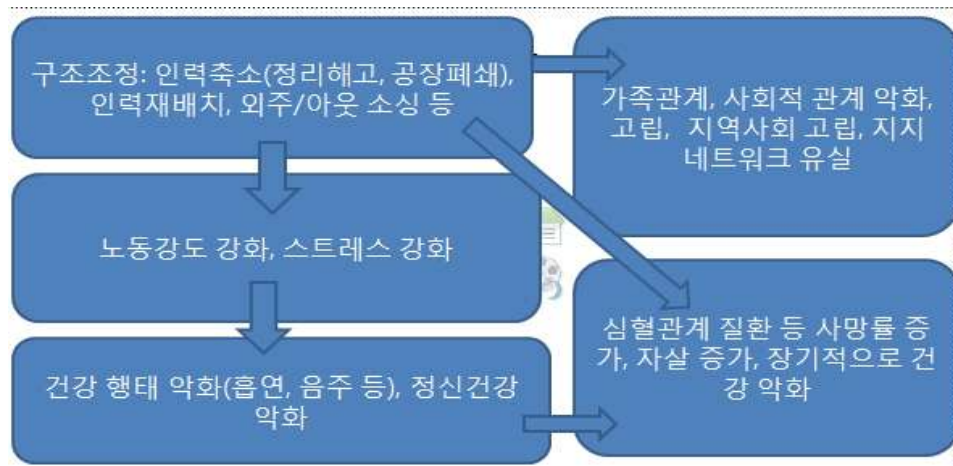 구조조정: 인력축소(정리해고, 공장폐쇄),
인력재배치, 외주/아웃 소싱 등
가족관계, 사회적 관계 악화,
고립,  지역사회 고립, 지지
네트워크 유실
노동강도 강화, 스트레스 강화
심혈관계 질환 등 사망률 증
가, 자살 증가, 장기적으로 건
강 악화
건강 행태 악화(흡연, 음주 등), 정신건강
악화